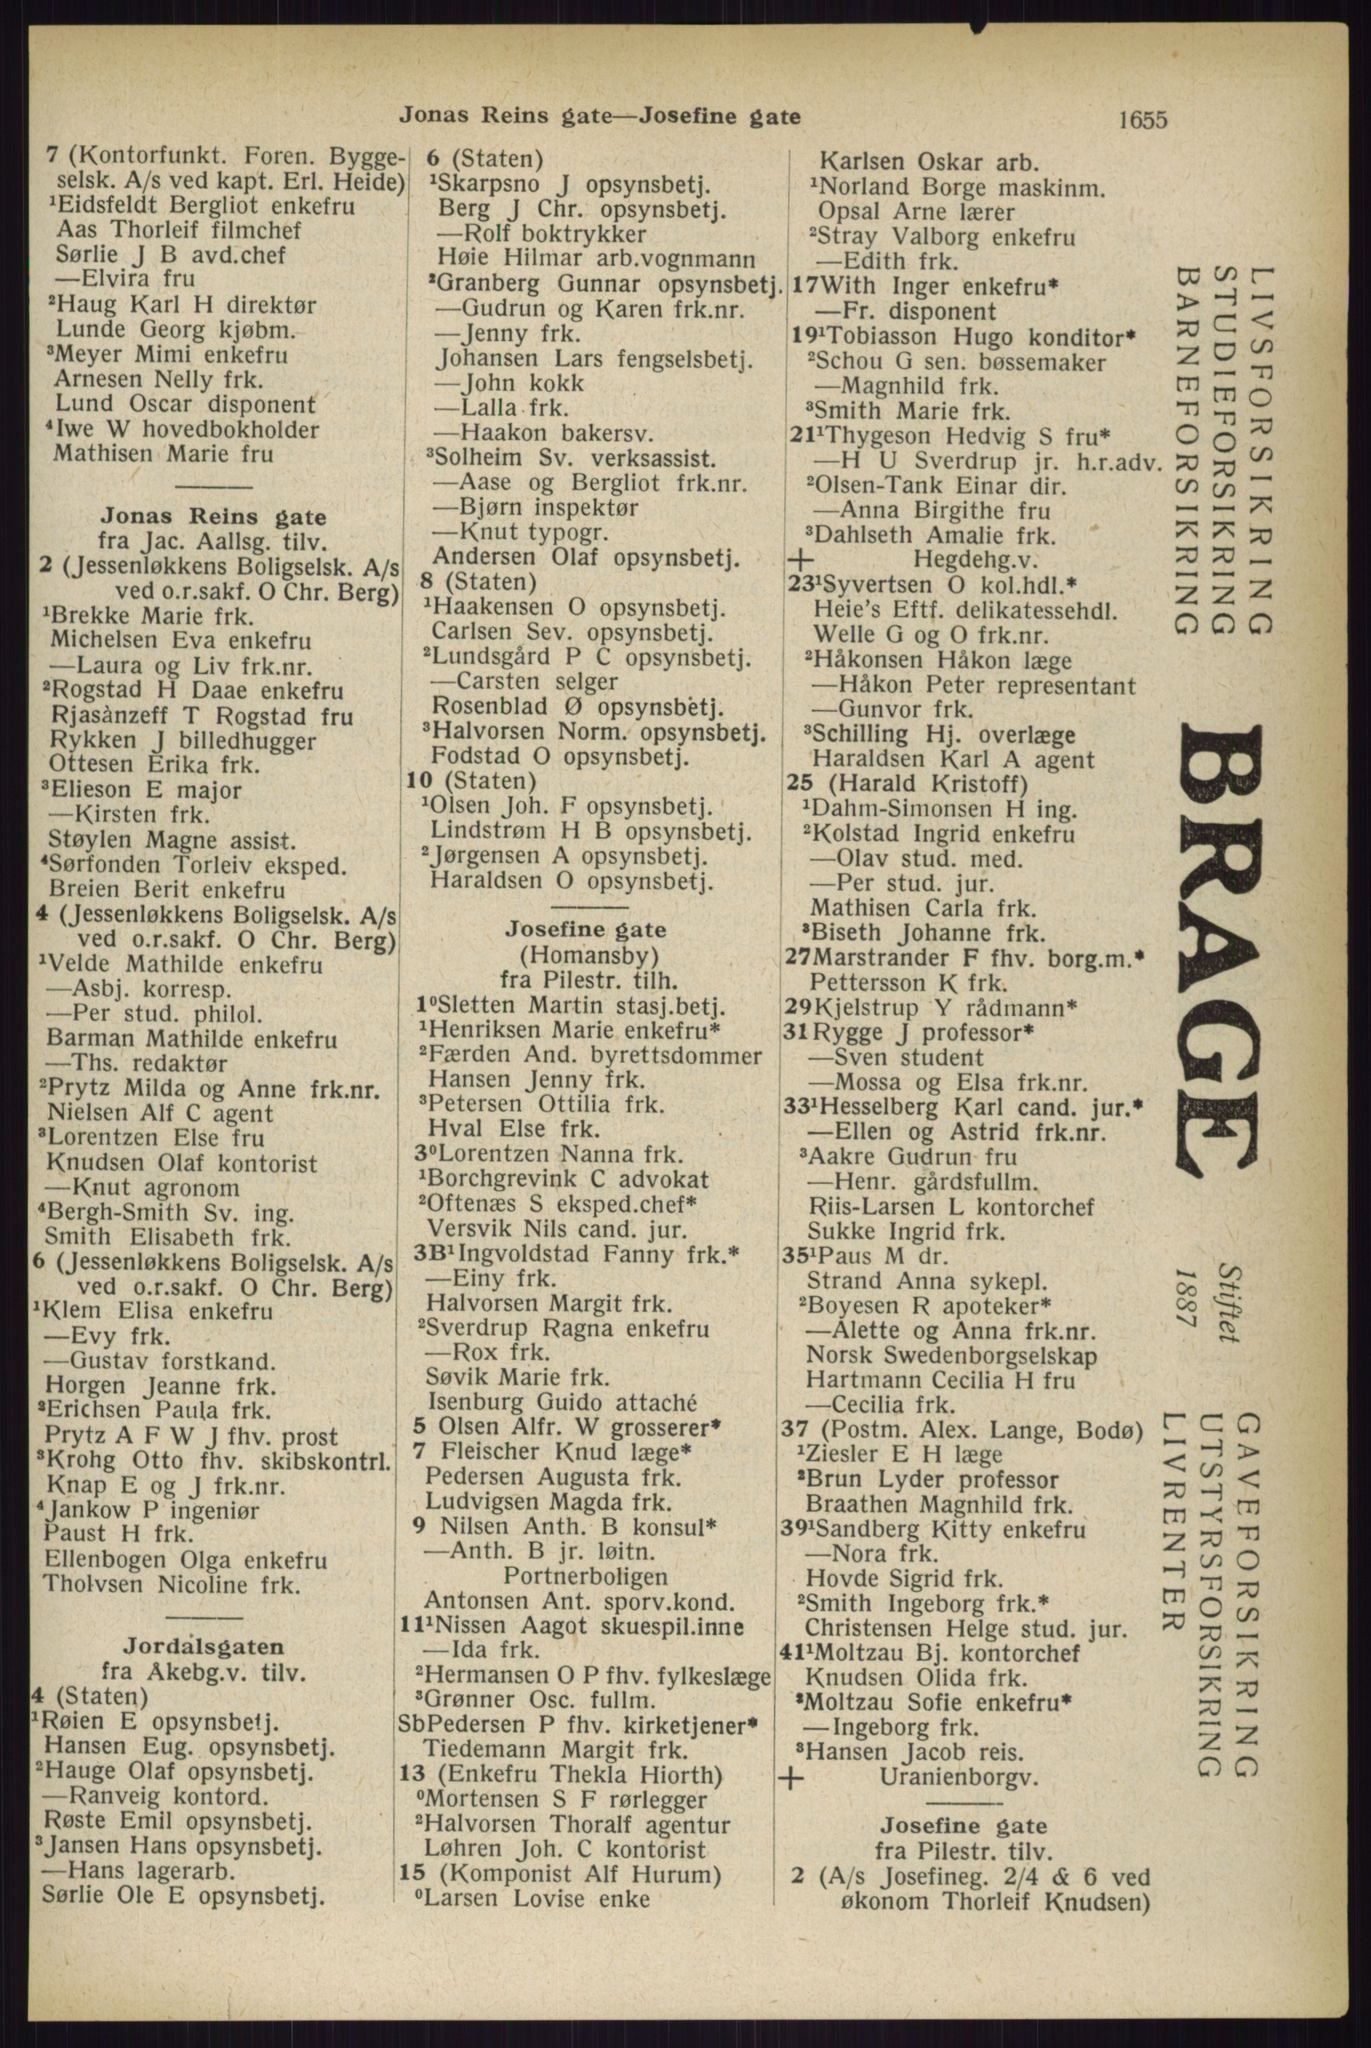 Jonas Reins gate—Josefine gate
1655
7 (Kontorfunkt. Foren. Bygge-
selsk. A/s ved kapt. Erl. Heide)
¹Eidsfeldt Bergliot enkefru
Aas Thorleif filmchef
Sørlie J B avd.chef
—Elvira fru
²Haug Karl H direktør
Lunde Georg kjøbm.
³Meyer Mimi enkefru
Arnesen Nelly frk.
Lund Oscar disponent
⁴Iwe W hovedbokholder
Mathisen Marie fru
Jonas Reins gate
fra Jac. Aallsg. tilv.
2 (Jessenløkkens Boligselsk. A/s
ved o.r.sakf. O Chr. Berg)
¹Brekke Marie frk.
Michelsen Eva enkefru
—Laura og Liv frk.nr.
²Rogstad H Daae enkefru
Rjasànzeff T Rogstad fru
Rykken J billedhugger
Ottesen Erika frk.
³Elieson E major
—Kirsten frk.
Støylen Magne assist.
⁴Sørfonden Torleiv eksped.
Breien Berit enkefru
4 (Jessenløkkens Boligselsk. A/s
ved o.r.sakf. O Chr. Berg)
¹Velde Mathilde enkefru
—Asbj. korresp.
—Per stud. philol.
Barman Mathilde enkefru
—Ths. redaktør
²Prytz Milda og Anne frk.nr.
Nielsen Alf C agent
³Lorentzen Else fru
Knudsen Olaf kontorist
—Knut agronom
⁴Bergh-Smith Sv. ing.
Smith Elisabeth frk.
6 (Jessenløkkens Boligselsk. A/s
ved o.r.sakf. O Chr. Berg)
¹Klem Elisa enkefru
—Evy frk.
—Gustav forstkand.
Horgen Jeanne frk.
²Erichsen Paula frk.
Prytz A F W J fhv. prost
³Krohg Otto fhv. skibskontrl.
Knap E og J frk.nr.
⁴Jankow P ingeniør
Paust H frk.
Ellenbogen Olga enkefru
Tholvsen Nicoline frk.
Jordalsgaten
fra Åkebg.v. tilv.
4 (Staten)
¹Røien E opsynsbetj.
Hansen Eug. opsynsbetj.
²Hauge Olaf opsynsbetj.
—Ranveig kontord.
Røste Emil opsynsbetj.
³Jansen Hans opsynsbetj.
—Hans lagerarb.
Sørlie Ole E opsynsbetj.
6 (Staten)
¹Skarpsno J opsynsbetj.
Berg J Chr. opsynsbetj.
—Rolf boktrykker
Høie Hilmar arb.vognmann
²Granberg Gunnar opsynsbetj.
—Gudrun og Karen frk.nr.
—Jenny frk.
Johansen Lars fengselsbetj.
—John kokk
—Lalla frk.
—Haakon bakersv.
³Solheim Sv. verksassist.
—Aase og Bergliot frk.nr.
—Bjørn inspektør
—Knut typogr.
Andersen Olaf opsynsbetj.
8 (Staten)
¹Haakensen O opsynsbetj.
Carlsen Sev. opsynsbetj.
²Lundsgård P C opsynsbetj.
—Carsten selger
Rosenblad Ø opsynsbetj.
³Halvorsen Norm. opsynsbetj.
Fodstad O opsynsbetj.
10 (Staten)
¹Olsen Joh. F opsynsbetj.
Lindstrøm H B opsynsbetj.
²Jørgensen A opsynsbetj.
Haraldsen O opsynsbetj.
Josefine gate
(Homansby)
fra Pilestr. tilh.
1⁰Sletten Martin stasj.betj.
¹Henriksen Marie enkefru*
²Færden And. byrettsdommer
Hansen Jenny frk.
³Petersen Ottilia frk.
Hval Else frk.
3⁰Lorentzen Nanna frk.
¹Borchgrevink C advokat
²Oftenæs S eksped.chef*
Versvik Nils cand. jur.
3B¹Ingvoldstad Fanny frk.*
—Einy frk.
Halvorsen Margit frk.
²Sverdrup Ragna enkefru
—Rox frk.
Søvik Marie frk.
Isenburg Guido attaché
5 Olsen Alfr. W grosserer*
7 Fleischer Knud læge*
Pedersen Augusta frk.
Ludvigsen Magda frk.
9 Nilsen Anth. B konsul*
—Anth. B jr. løitn.
Portnerboligen
Antonsen Ant. sporv.kond.
11¹Nissen Aagot skuespil.inne
—Ida frk.
²Hermansen O P fhv. fylkeslæge
³Grønner Osc. fullm.
SbPedersen P fhv. kirketjener*
Tiedemann Margit frk.
13 (Enkefru Thekla Hiorth)
⁰Mortensen S F rørlegger
²Halvorsen Thoralf agentur
Løhren Joh. C kontorist
15 (Komponist Alf Hurum)
⁰Larsen Lovise enke
Karlsen Oskar arb.
¹Norland Borge maskinm.
Opsal Arne lærer
²Stray Valborg enkefru
—Edith frk.
17With Inger enkefru*
—Fr. disponent
19¹Tobiasson Hugo konditor*
²Schou G sen. bøssemaker
—Magnhild frk.
³Smith Marie frk.
21¹Thygeson Hedvig S fru*
—H U Sverdrup jr. h.r.adv.
²Olsen-Tank Einar dir.
—Anna Birgithe fru
³Dahlseth Amalie frk.
+ Hegdehg.v.
23¹Syvertsen O kol.hdl.*
Heie's Eftf. delikatessehdl.
Welle G og O frk.nr.
²Håkonsen Håkon læge
—Håkon Peter representant
—Gunvor frk.
³Schilling Hj. overlæge
Haraldsen Karl A agent
25 (Harald Kristoff)
¹Dahm-Simonsen H ing.
²Kolstad Ingrid enkefru
—Olav stud. med.
—Per stud. jur.
Mathisen Carla frk.
³Biseth Johanne frk.
27Marstrander F fhv. borg.m.*
Pettersson K frk.
29Kjelstrup Y rådmann*
31Rygge J professor*
—Sven student
—Mossa og Elsa frk.nr.
33¹Hesselberg Karl cand. jur.*
—Ellen og Astrid frk.nr.
³Aakre Gudrun fru
—Henr. gårdsfullm.
Riis-Larsen L kontorchef
Sukke Ingrid frk.
35¹Paus M dr.
Strand Anna sykepl.
²Boyesen R apoteker*
—Alette og Anna frk.nr.
Norsk Swedenborgselskap
Hartmann Cecilia H fru
—Cecilia frk.
37 (Postm. Alex. Lange, Bodø)
¹Ziesler E H læge
²Brun Lyder professor
Braathen Magnhild frk.
39¹Sandberg Kitty enkefru
—Nora frk.
Hovde Sigrid frk.
²Smith Ingeborg frk.*
Christensen Helge stud. jur.
41¹Moltzau Bj. kontorchef
Knudsen Olida frk.
²Moltzau Sofie enkefru*
—Ingeborg frk.
³Hansen Jacob reis.
+ Uranienborgv.
Josefine gate
fra Pilestr. tilv.
2 (A/s Josefineg. 2/4 & 6 ved
økonom Thorleif Knudsen)
LIVSFORSIKRING
STUDIEFORSIKRING
BARNEFORSIKRING
BRAGE
Stiftet
1887
GAVEFORSIKRING
UTSTYRSFORSIKRING
LIVRENTER